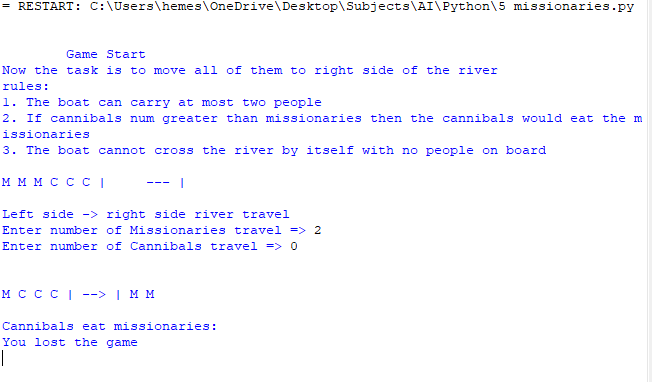 = RESTART: C:\Users\hemes\OneDrive\Desktop\Subjects\AI\Python\5 missionaries.py
Game Start
Now the task is to move all of them to right side of the river
rules:
1. The boat can carry at most two people
2. If cannibals num greater than missionaries then the cannibals would eat the m
issionaries
3. The boat cannot cross the river by itself with no people on board
M M M C C C |     --- |
Left side -> right side river travel
Enter number of Missionaries travel => 2
Enter number of Cannibals travel => 0
M C C C | --> | M M
Cannibals eat missionaries:
You lost the game